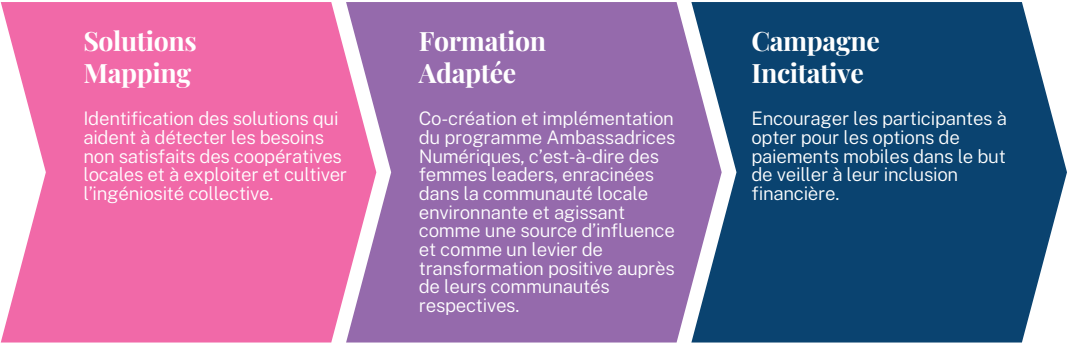 Solutions
Mapping
Identification des solutions qui
aident à détecter les besoins
non satisfaits des coopératives
locales et à exploiter et cultiver
l'ingéniosité collective.
Formation
Adaptée
Co-création et implémentation
du programme Ambassadrices
Numériques, c'est-à-dire des
femmes leaders, enracinées
dans la communauté locale
environnante et agissant
comme une source d'influence
et comme un levier de
transformation positive auprès
de leurs communautés
respectives.
Campagne
Incitative
Encourager les participantes à
opter pour les options de
paiements mobiles dans le but
de veiller à leur inclusion
financière.